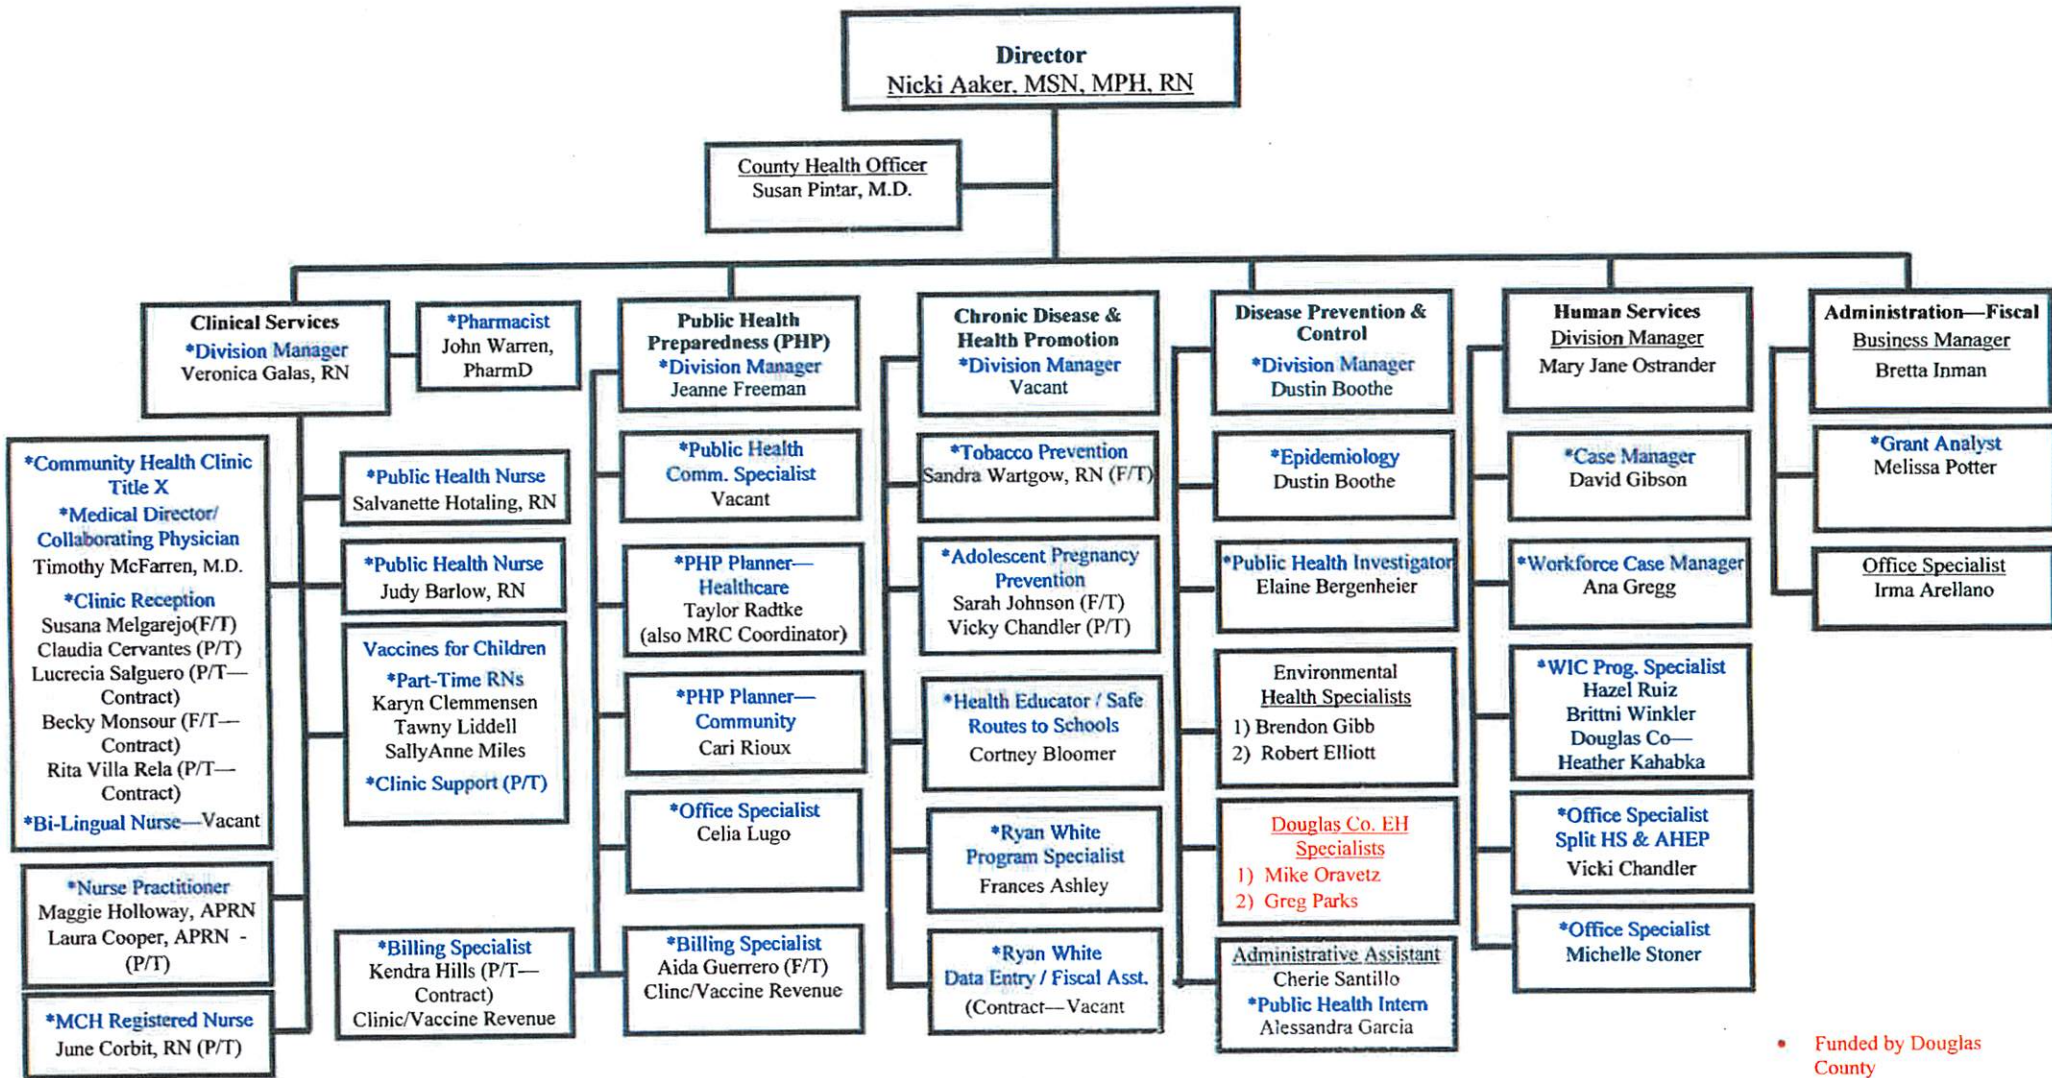 Director
Nicki Aaker, MSN, MPH, RN
County Health Officer
Susan Pintar, M.D.
Clinical Services
*Division Manager
Veronica Galas, RN
*Pharmacist
John Warren,
PharmD
*Community Health Clinic
Title X
*Medical Director/
Collaborating Physician
Timothy McFarren, M.D.
*Clinic Reception
Susana Melgarejo(F/T)
Claudia Cervantes (P/T)
Lucrecia Salguero (P/T—
Contract)
Becky Monsour (F/T—
Contract)
Rita Villa Rela (P/T—
Contract)
*Bi-Lingual Nurse—Vacant
*Nurse Practitioner
Maggie Holloway, APRN
Laura Cooper, APRN -
(P/T)
*MCH Registered Nurse
June Corbit, RN (P/T)
*Public Health Nurse
Salvanette Hotaling, RN
*Public Health Nurse
Judy Barlow, RN
Vaccines for Children
*Part-Time RNs
Karyn Clemmensen
Tawny Liddell
SallyAnne Miles
*Clinic Support (P/T)
*Billing Specialist
Kendra Hills (P/T—
Contract)
Clinic/Vaccine Revenue
Public Health
Preparedness (PHP)
*Division Manager
Jeanne Freeman
*Public Health
Comm. Specialist
Vacant
*PHP Planner—
Healthcare
Taylor Radtke
(also MRC Coordinator)
*PHP Planner—
Community
Cari Rioux
*Office Specialist
Celia Lugo
*Billing Specialist
Aida Guerrero (F/T)
Clinc/Vaccine Revenue
Chronic Disease &
Health Promotion
*Division Manager
Vacant
*Tobacco Prevention
Sandra Wartgow, RN (F/T)
*Adolescent Pregnancy
Prevention
Sarah Johnson (F/T)
Vicky Chandler (P/T)
*Health Educator / Safe
Routes to Schools
Cortney Bloomer
*Ryan White
Program Specialist
Frances Ashley
*Ryan White
Data Entry / Fiscal Asst.
(Contract—Vacant
Disease Prevention &
Control
*Division Manager
Dustin Boothe
*Epidemiology
Dustin Boothe
*Public Health Investigator
Elaine Bergenheier
Environmental
Health Specialists
1) Brendon Gibb
2) Robert Elliott
Douglas Co. EH
Specialists
1) Mike Oravetz
2) Greg Parks
Administrative Assistant
Cherie Santillo
*Public Health Intern
Alessandra Garcia
Human Services
Division Manager
Mary Jane Ostrander
*Case Manager
David Gibson
*Workforce Case Manager
Ana Gregg
*WIC Prog. Specialist
Hazel Ruiz
Brittni Winkler
Douglas Co—
Heather Kahabka
*Office Specialist
Split HS & AHEP
Vicki Chandler
*Office Specialist
Michelle Stoner
Administration—Fiscal
Business Manager
Bretta Inman
*Grant Analyst
Melissa Potter
Office Specialist
Irma Arellano
• Funded by Douglas
County